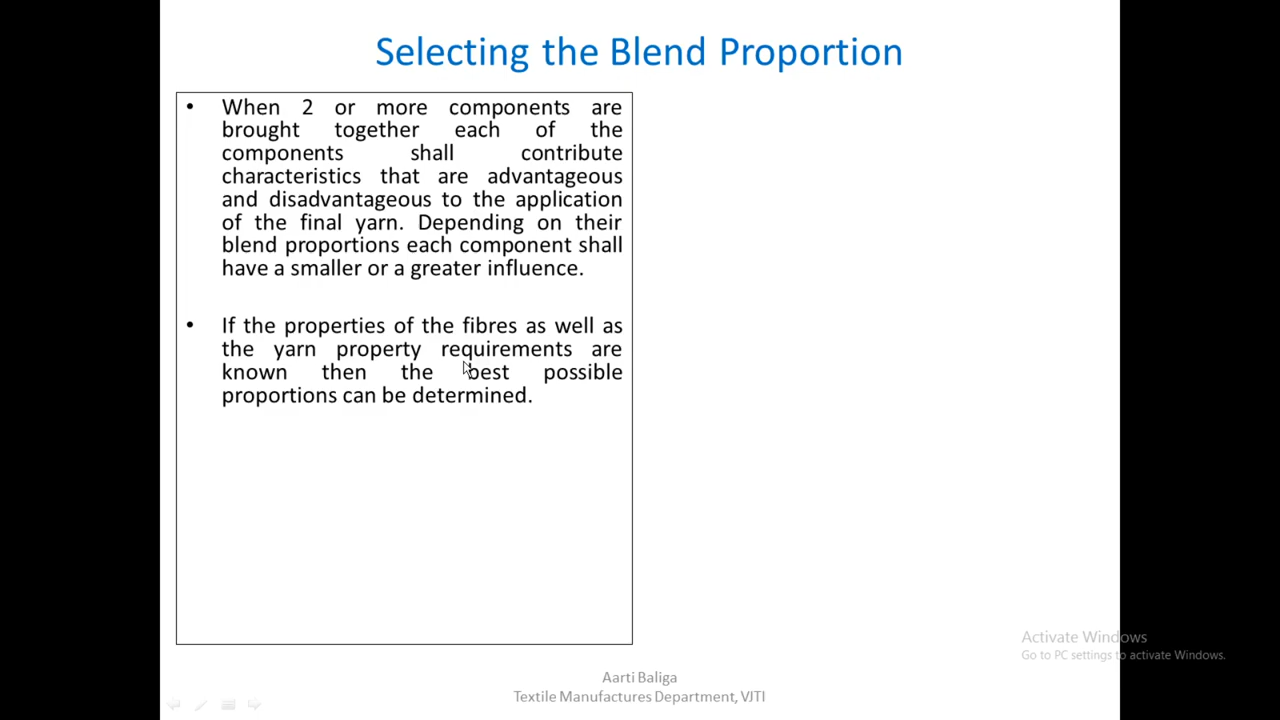 Selecting the Blend Proportion
• When 2 or more components are
brought together each of the
components shall contribute
characteristics that are advantageous
and disadvantageous to the application
of the final yarn. Depending on their
blend proportions each component shall
have a smaller or a greater influence.
• If the properties of the fibres as well as
the yarn property requirements are
known then the best possible
proportions can be determined.
Activate Windows
Go to PC settings to activate Windows.
Aarti Baliga
Textile Manufactures Department, VJTI